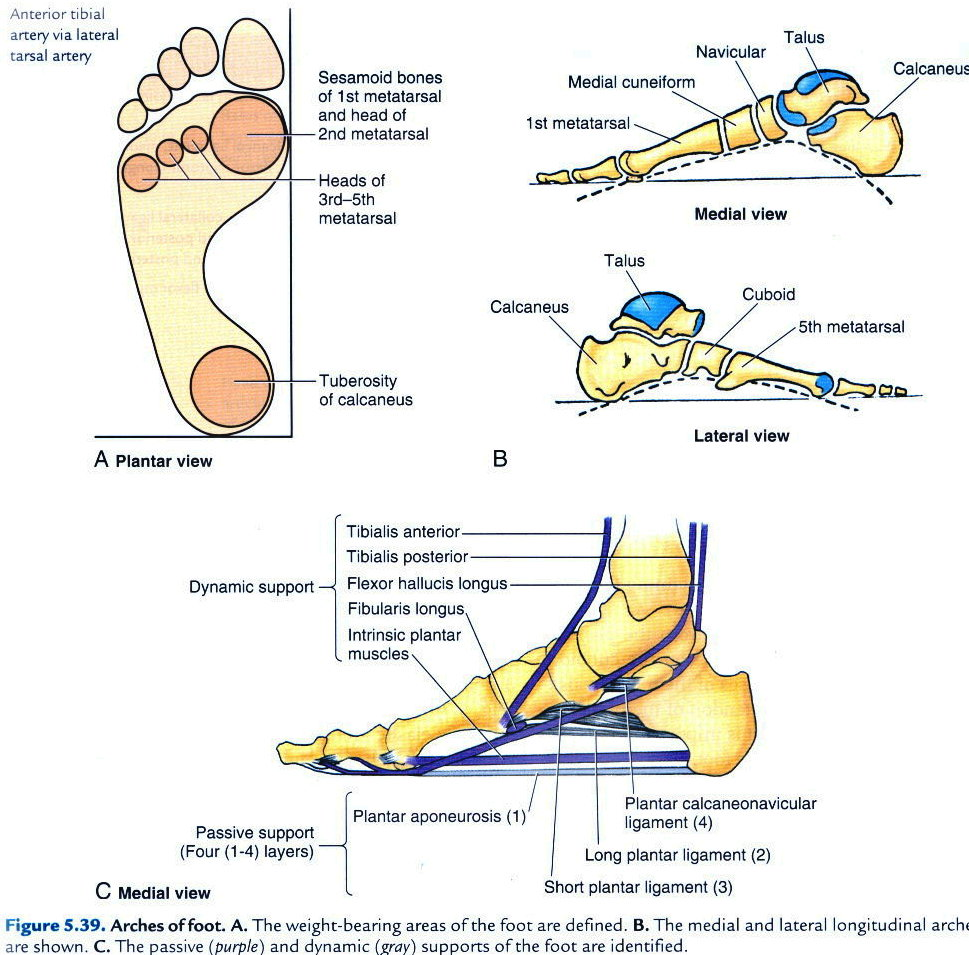 Anterior tibial
artery via lateral
tarsal artery
Sesamoid bones
of 1st metatarsal
and head of
2nd metatarsal
Heads of
3rd–5th
metatarsal
Tuberosity
of calcaneus
A Plantar view
Talus
Navicular
Calcaneus
Medial cuneiform
1st metatarsal
Medial view
Talus
Calcaneus
Cuboid
5th metatarsal
Lateral view
B
Dynamic support
Tibialis anterior
Tibialis posterior
Flexor hallucis longus
Fibularis longus
Intrinsic plantar
muscles
Passive support
(Four (1-4) layers)
Plantar aponeurosis (1)
Plantar calcaneonavicular
ligament (4)
Long plantar ligament (2)
Short plantar ligament (3)
C Medial view
Figure 5.39. Arches of foot. A. The weight-bearing areas of the foot are defined. B. The medial and lateral longitudinal arche
are shown. C. The passive (purple) and dynamic (gray) supports of the foot are identified.